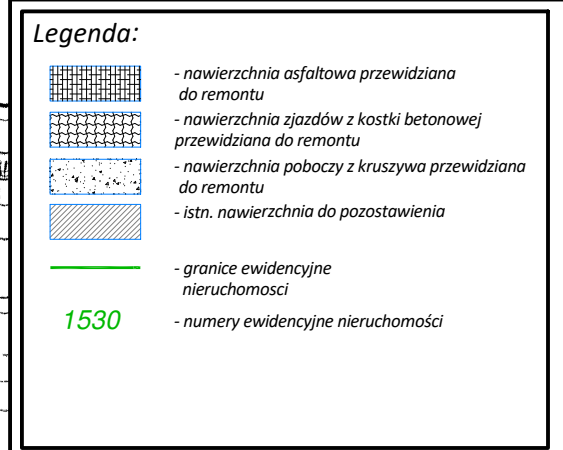 Legenda:
- nawierzchnia asfaltowa przewidziana
do remontu
- nawierzchnia zjazdów z kostki betonowej
przewidziana do remontu
- nawierzchnia poboczy z kruszywa przewidziana
do remontu
- istn. nawierzchnia do pozostawienia
- granice ewidencyjne
nieruchomosci
1530 - numery ewidencyjne nieruchomości